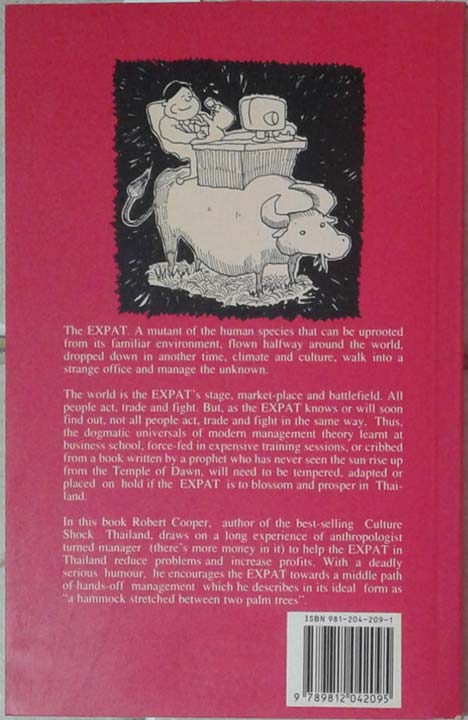 The EXPAT. A mutant of the human species that can be uprooted
from its familiar environment, flown halfway around the world,
dropped down in another time, climate and culture, walk into a
strange office and manage the unknown.
The world is the EXPAT's stage, market-place and battlefield. All
people act, trade and fight. But, as the EXPAT knows or will soon
find out, not all people act, trade and fight in the same way. Thus,
the dogmatic universals of modern management theory learnt at
business school, force-fed in expensive training sessions, or cribbed
from a book written by a prophet who has never seen the sun rise up
from the Temple of Dawn, will need to be tempered, adapted or
placed on hold if the EXPAT is to blossom and prosper in Thai-
land.
In this book Robert Cooper, author of the best-selling Culture
Shock Thailand, draws on a long experience of anthropologist
turned manager (there's more money in it) to help the EXPAT in
Thailand reduce problems and increase profits. With a deadly
serious humour, he encourages the EXPAT towards a middle path
of hands-off management which he describes in its ideal form as
"a hammock stretched between two palm trees".
ISBN 981-204-209-1
9 789812 042095